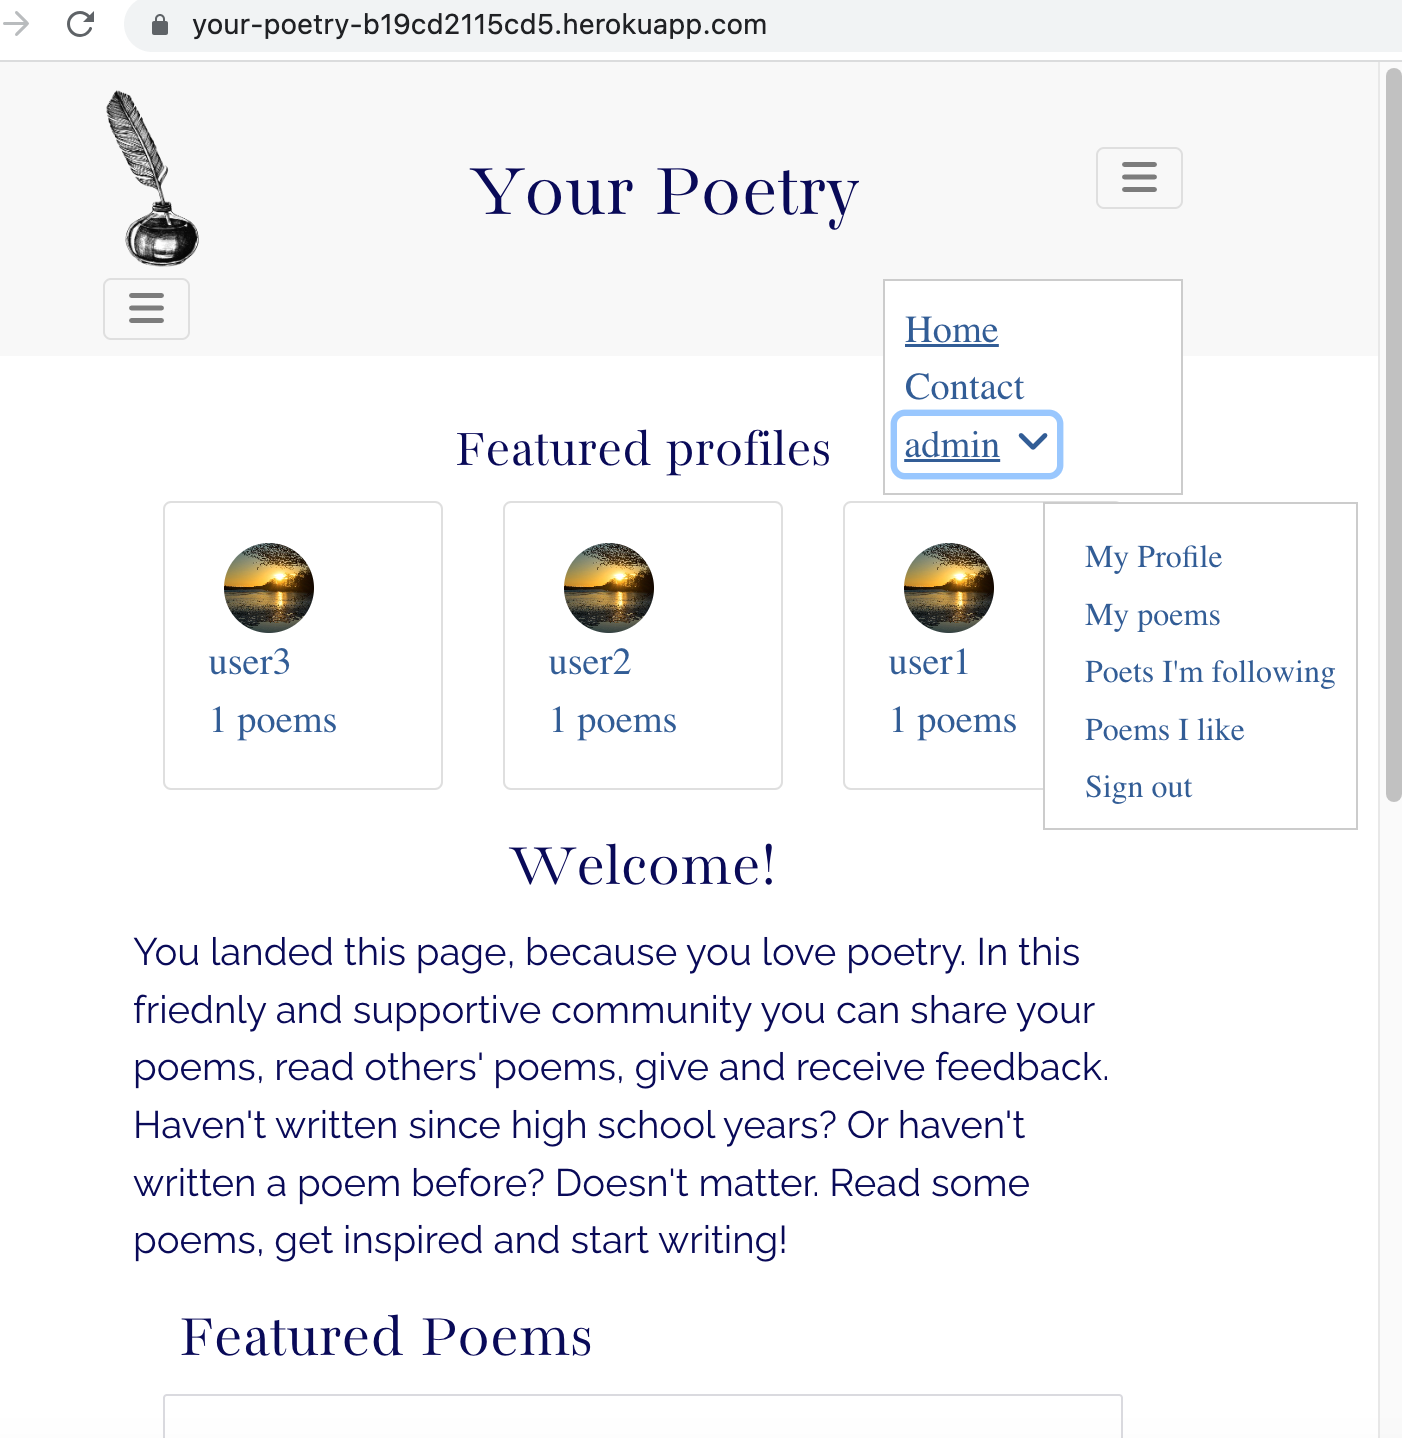 your-poetry-b19cd2115cd5.herokuapp.com
Your Poetry
Home
Contact
admin
Featured profiles
My Profile
My poems
Poets I'm following
Poems I like
Sign out
user3
1 poems
user2
1 poems
user1
1 poems
Welcome!
You landed this page, because you love poetry. In this
friednly and supportive community you can share your
poems, read others' poems, give and receive feedback.
Haven't written since high school years? Or haven't
written a poem before? Doesn't matter. Read some
poems, get inspired and start writing!
Featured Poems